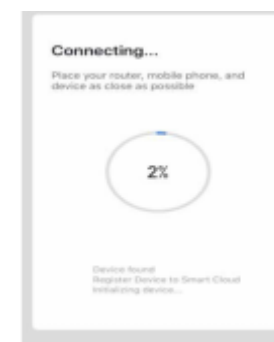 Connecting...
Place your router, mobile phone, and
device as close as possible
2%
Device found
Register Device to Smart Cloud
Initializing device...